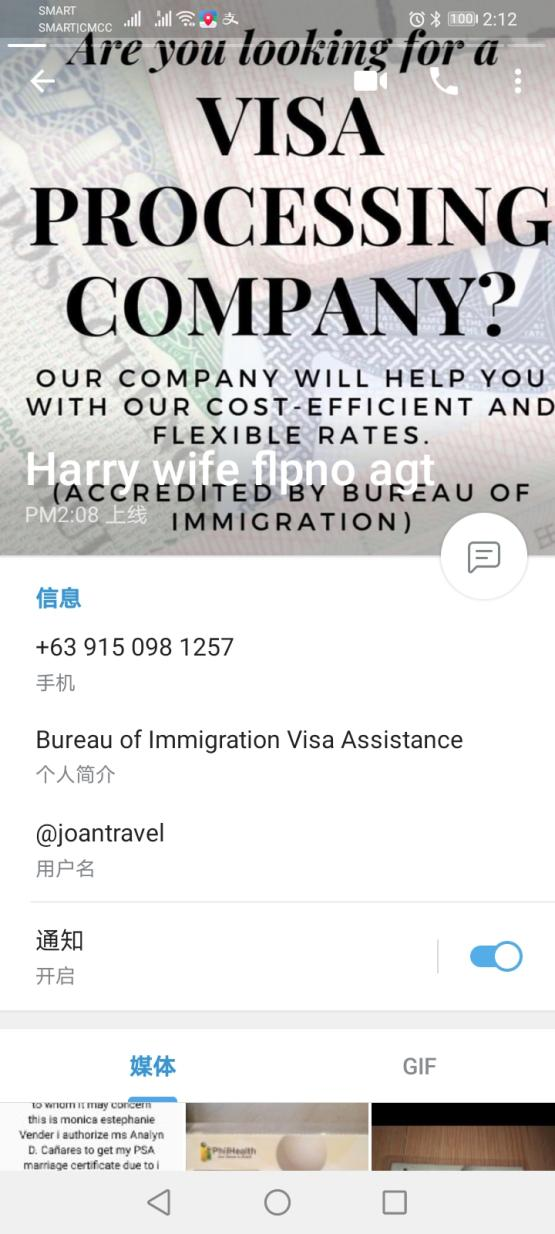 SMART
SMART|CMCC
支
100
2:12
Are you looking for a
VISA
PROCESSING
COMPANY?
OUR COMPANY WILL HELP YOU
WITH OUR COST-EFFICIENT AND
FLEXIBLE RATES.
Harry wife flpno agt
(ACCREDITED BY BUREAU OF
PM2:08 上线
IMMIGRATION)
信息
+63 915 098 1257
手机
Bureau of Immigration Visa Assistance
个人简介
@joantravel
用户名
通知
开启
媒体
GIF
to whom it may concern
this is monica estephanie
Vender i authorize ms Analyn
D. Cañares to get my PSA
marriage certificate due to i
PhilHealth